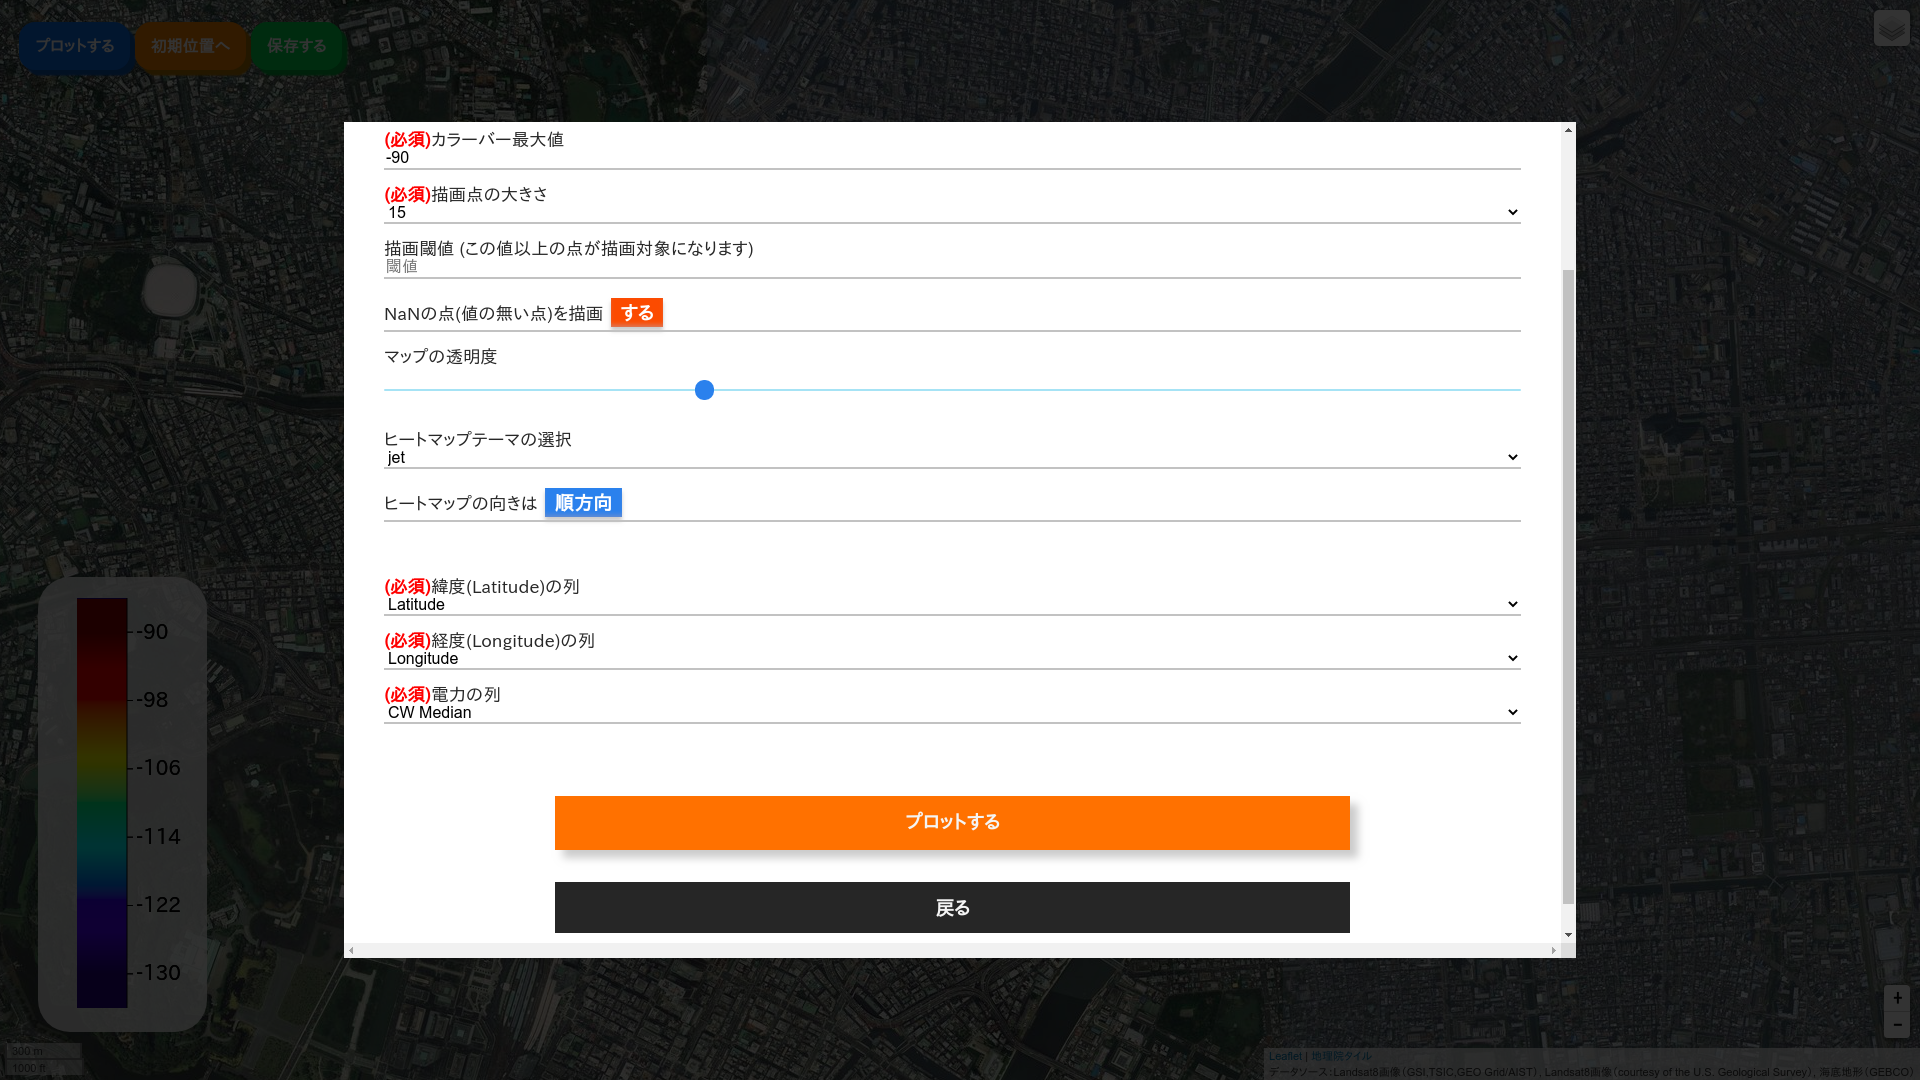 プロットする
初期位置へ
保存する
(必須)カラーバー最大値
-90
(必須)描画点の大きさ
15
描画閾値 (この値以上の点が描画対象になります)
閾値
NaNの点(値の無い点)を描画 する
マップの透明度
ヒートマップテーマの選択
jet
ヒートマップの向きは 順方向
(必須)緯度(Latitude)の列
Latitude
(必須)経度(Longitude)の列
Longitude
(必須)電力の列
CW Median
プロットする
戻る
-90
-98
-106
-114
-122
-130
300 m
1000 ft
+
−
Leaflet | 地理院タイル
データソース：Landsat8画像（GSI,TSIC,GEO Grid/AIST）, Landsat8画像（courtesy of the U.S. Geological Survey）, 海底地形（GEBCO）